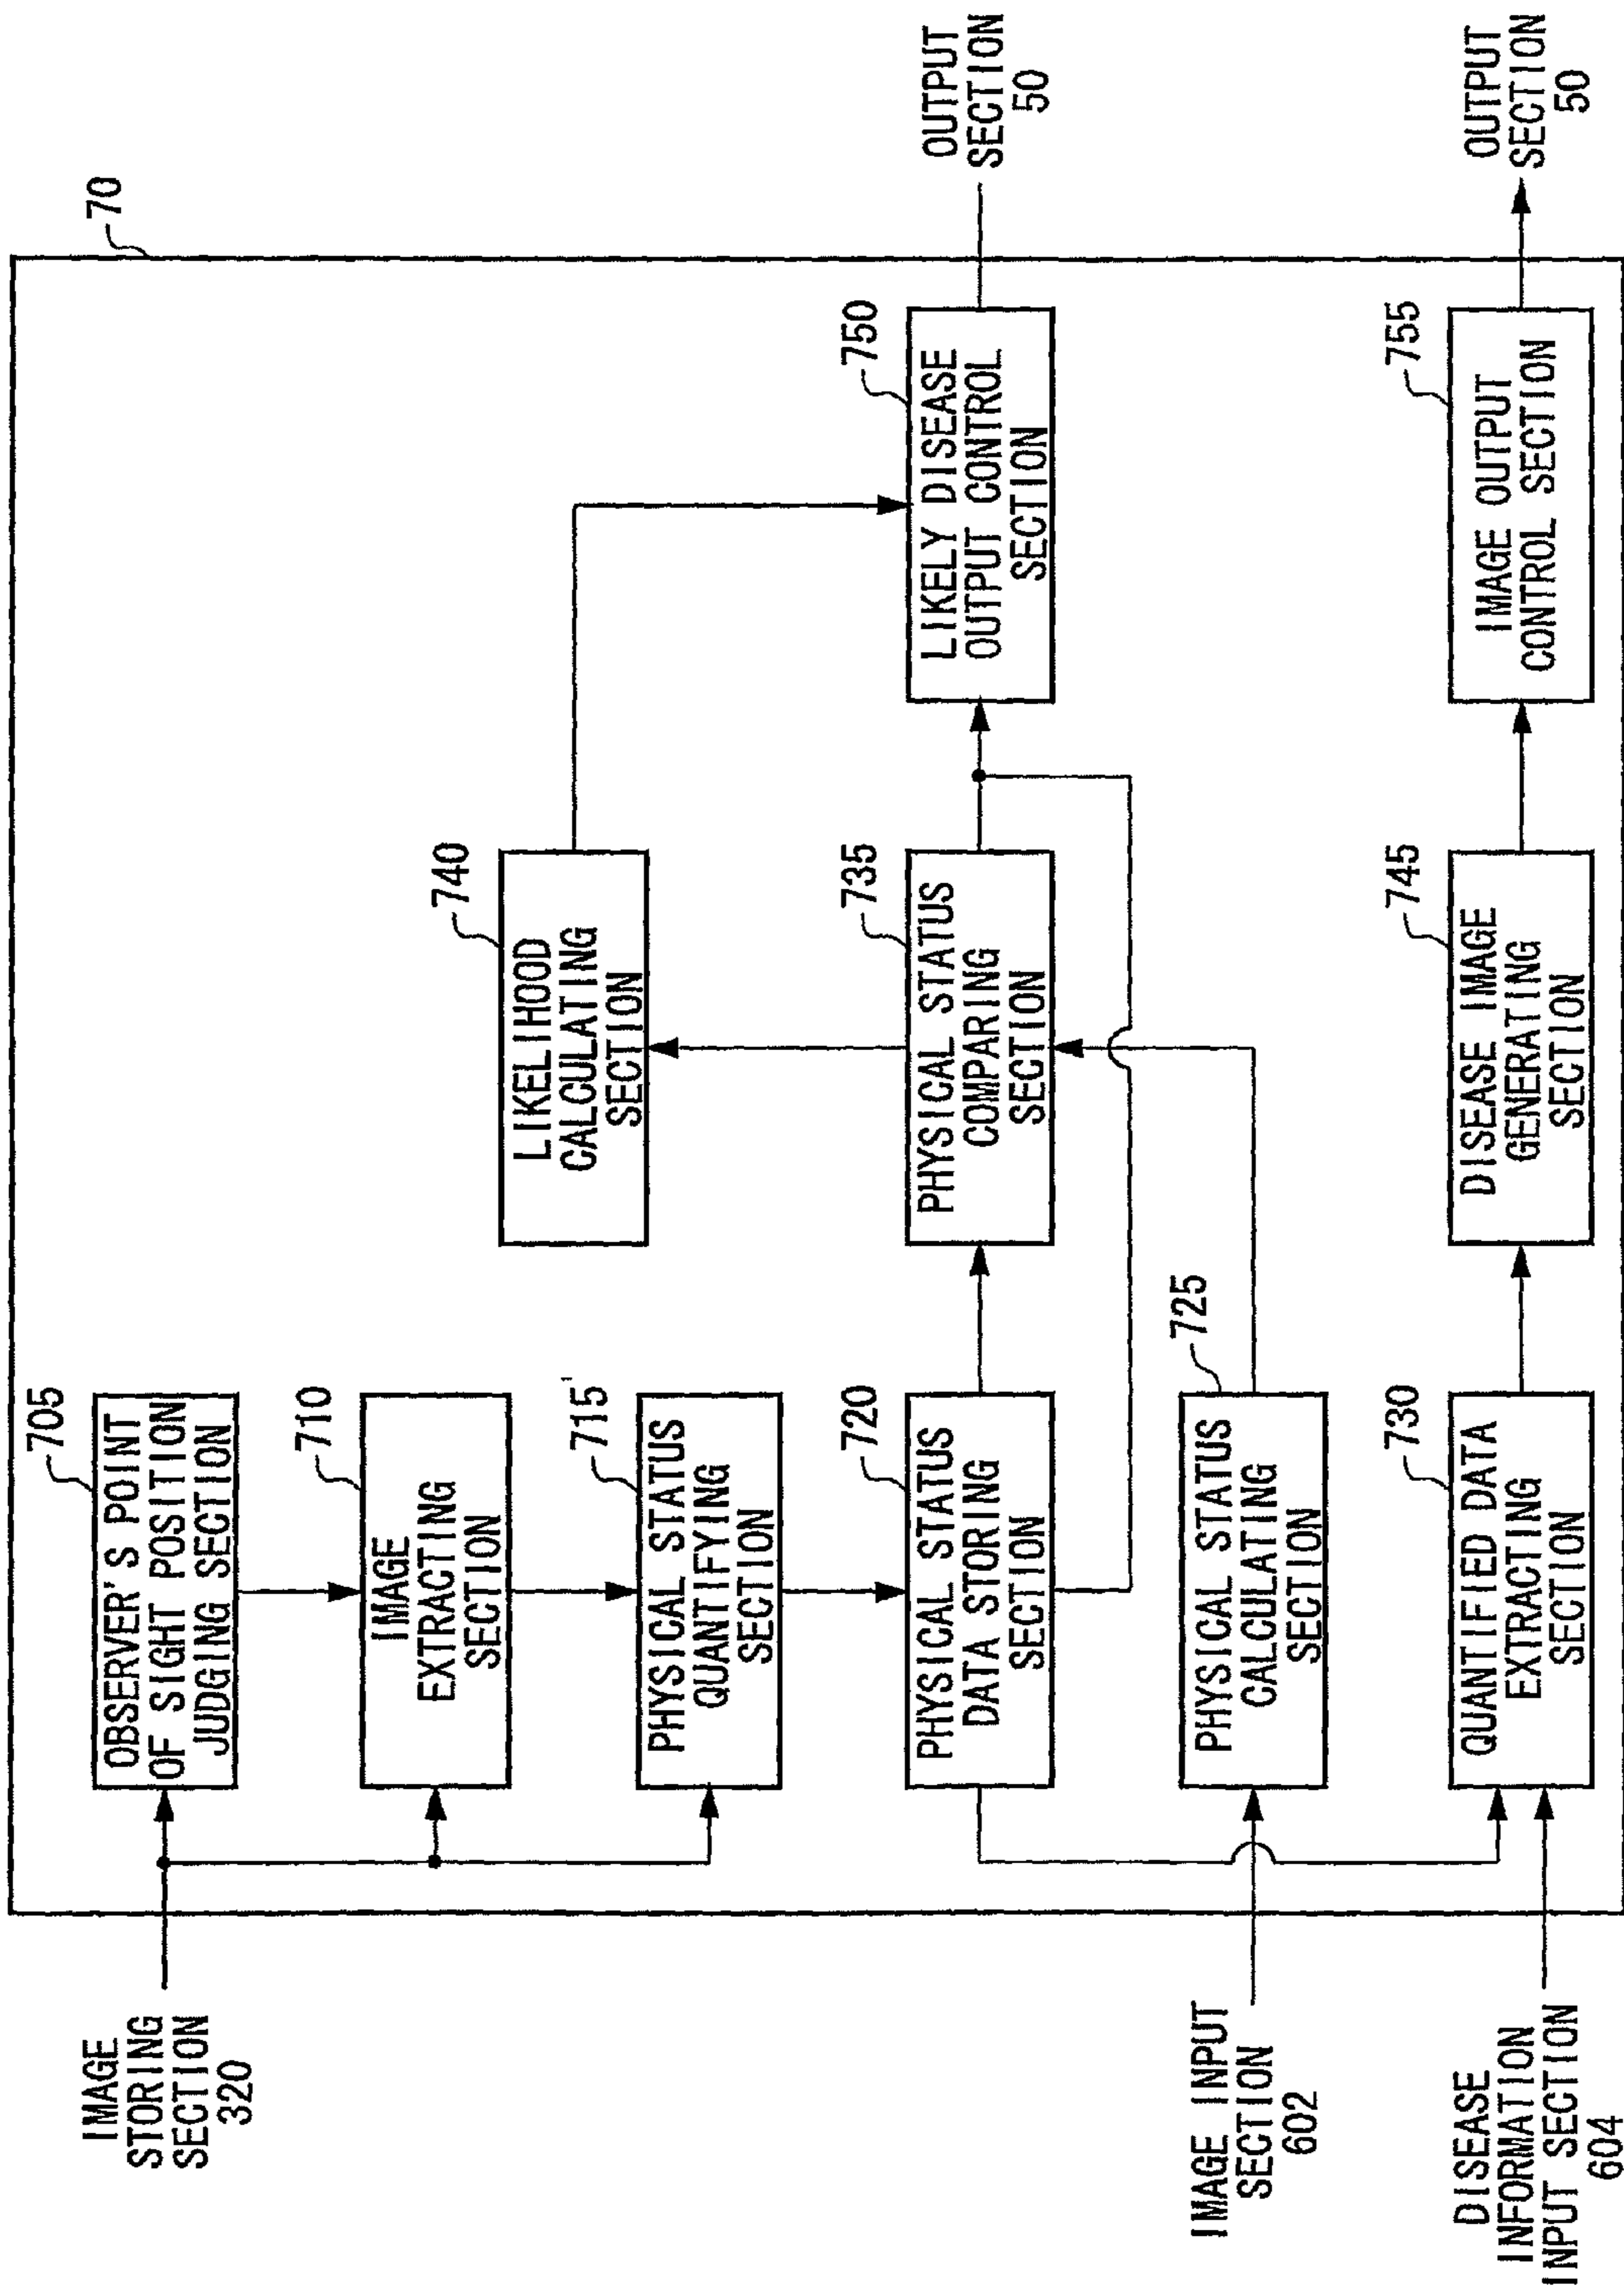 70
IMAGE
STORING
SECTION
320
705
OBSERVER'S POINT
OF SIGHT POSITION
JUDGING SECTION
710
IMAGE
EXTRACTING
SECTION
715
PHYSICAL STATUS
QUANTIFYING
SECTION
740
LIKELIHOOD
CALCULATING
SECTION
720
PHYSICAL STATUS
DATA STORING
SECTION
735
PHYSICAL STATUS
COMPARING
SECTION
750
LIKELY DISEASE
OUTPUT CONTROL
SECTION
OUTPUT
SECTION
50
IMAGE INPUT
SECTION
602
725
PHYSICAL STATUS
CALCULATING
SECTION
DISEASE
INFORMATION
INPUT SECTION
604
730
QUANTIFIED DATA
EXTRACTING
SECTION
745
DISEASE IMAGE
GENERATING
SECTION
755
IMAGE OUTPUT
CONTROL SECTION
OUTPUT
SECTION
50